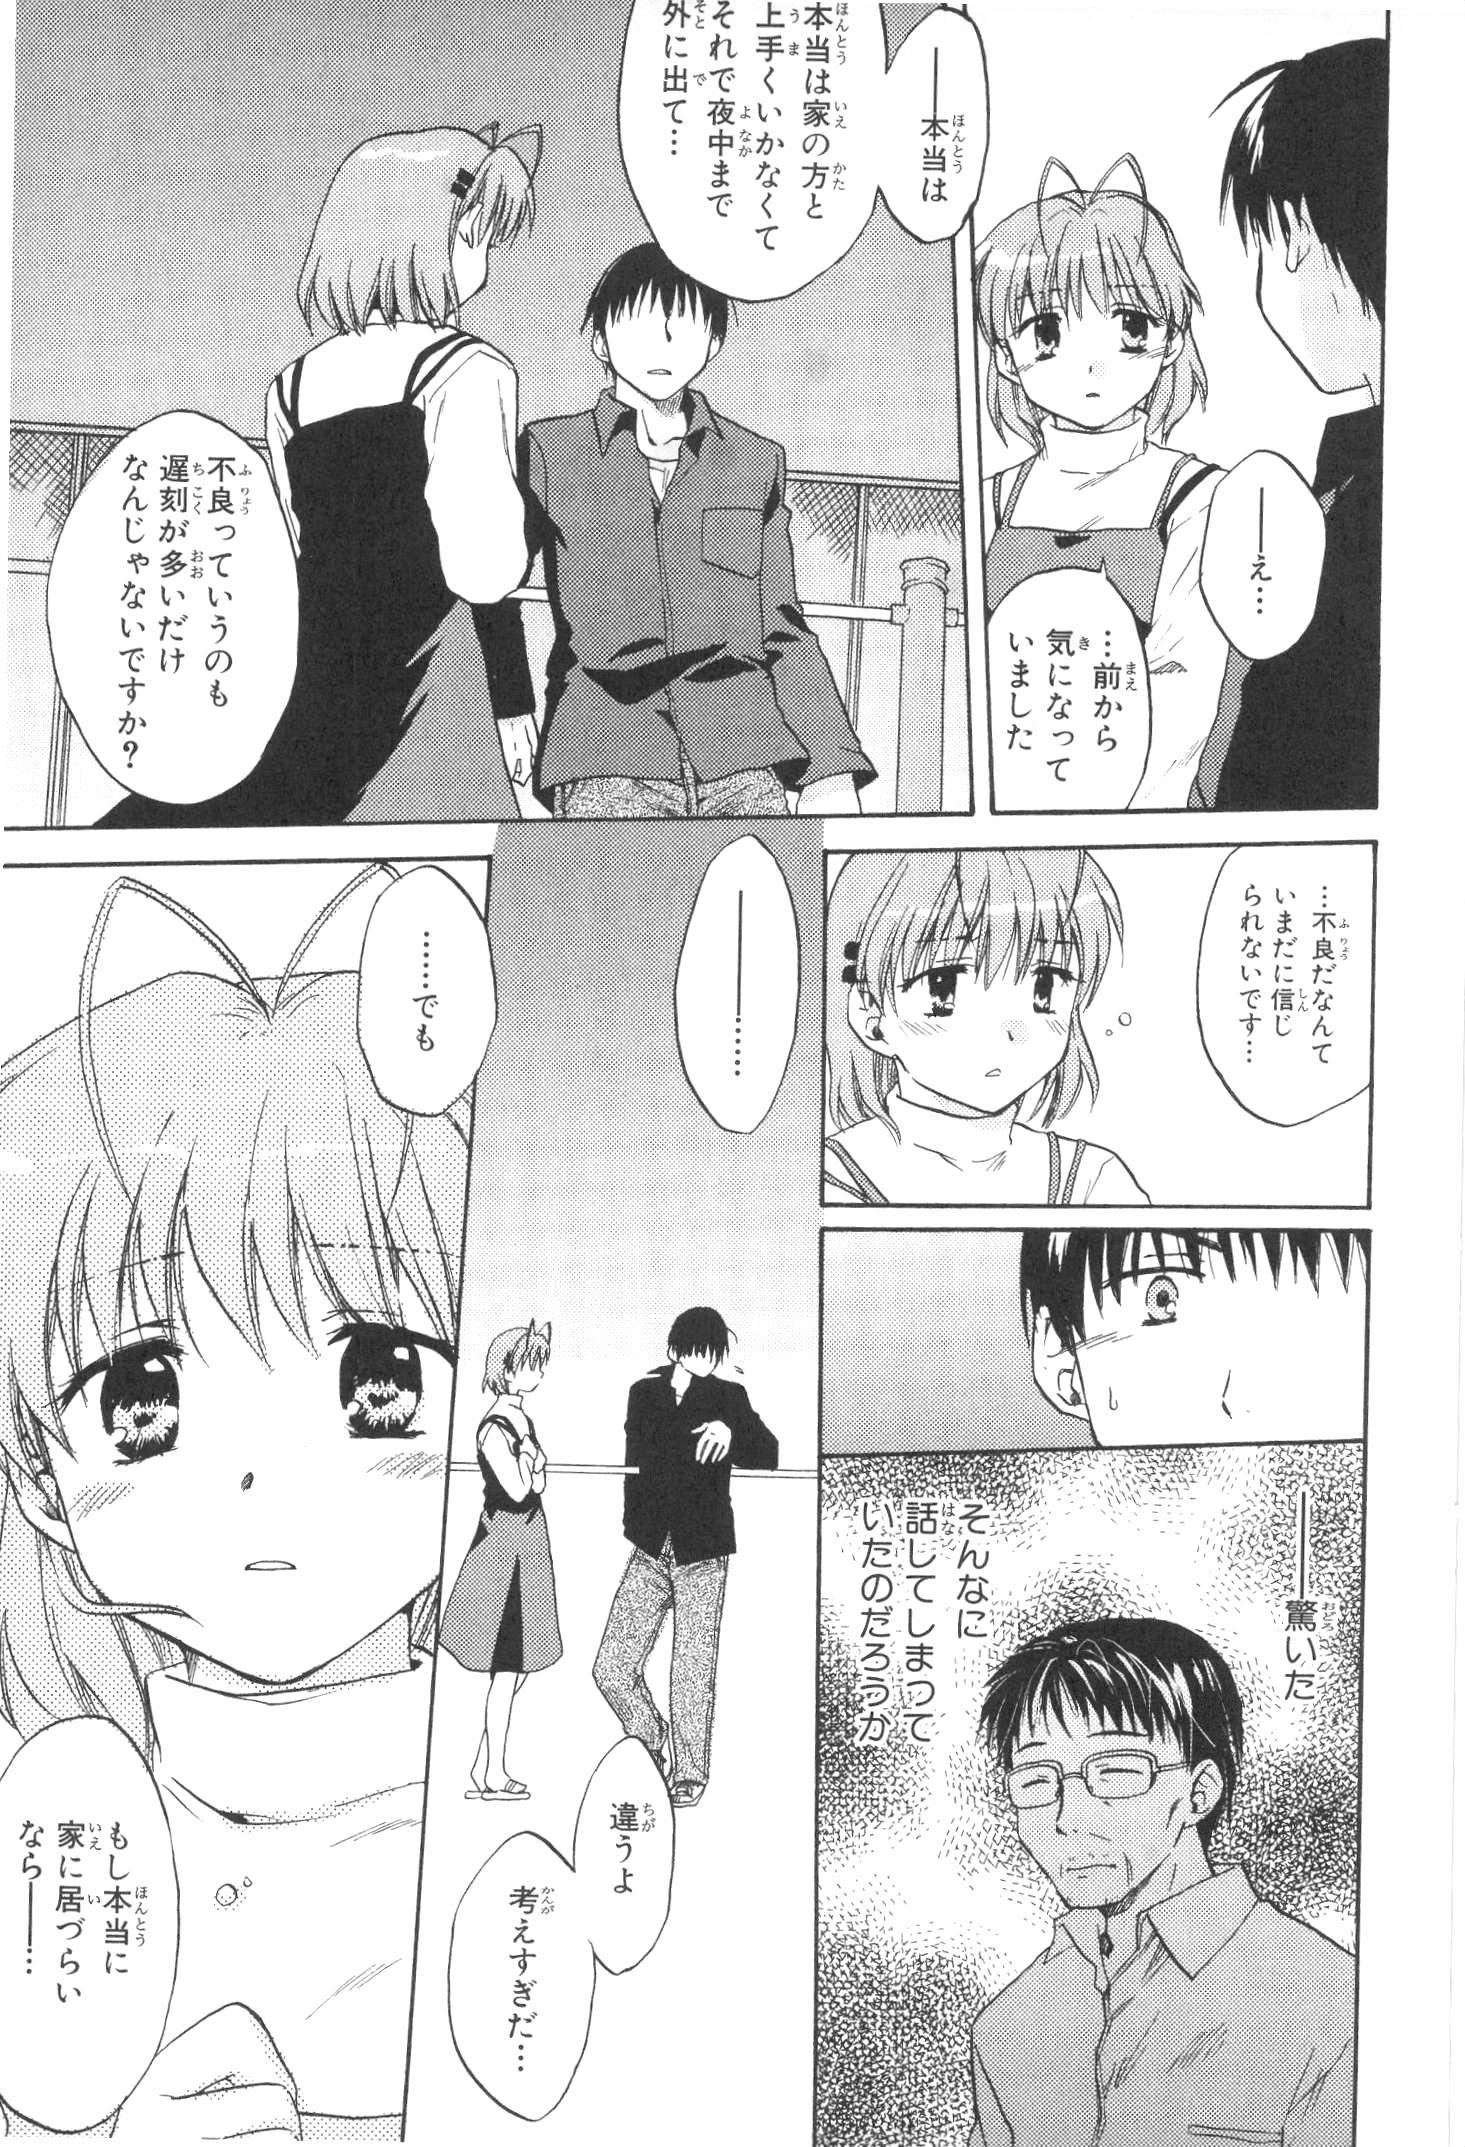 ――え…
…前から
気になって
いました
――本当は
本当は家の方と
上手くいかなくて
それで夜中まで
外に出て…
不良っていうのも
遅刻が多いだけ
なんじゃないですか？
…不良だなんて
いまだに信じ
られないです…
――驚いた
そんなに
話してしまって
いたのだろうか
――………
違うよ
考えすぎだ…
……でも
もし本当に
家に居づらい
なら――…